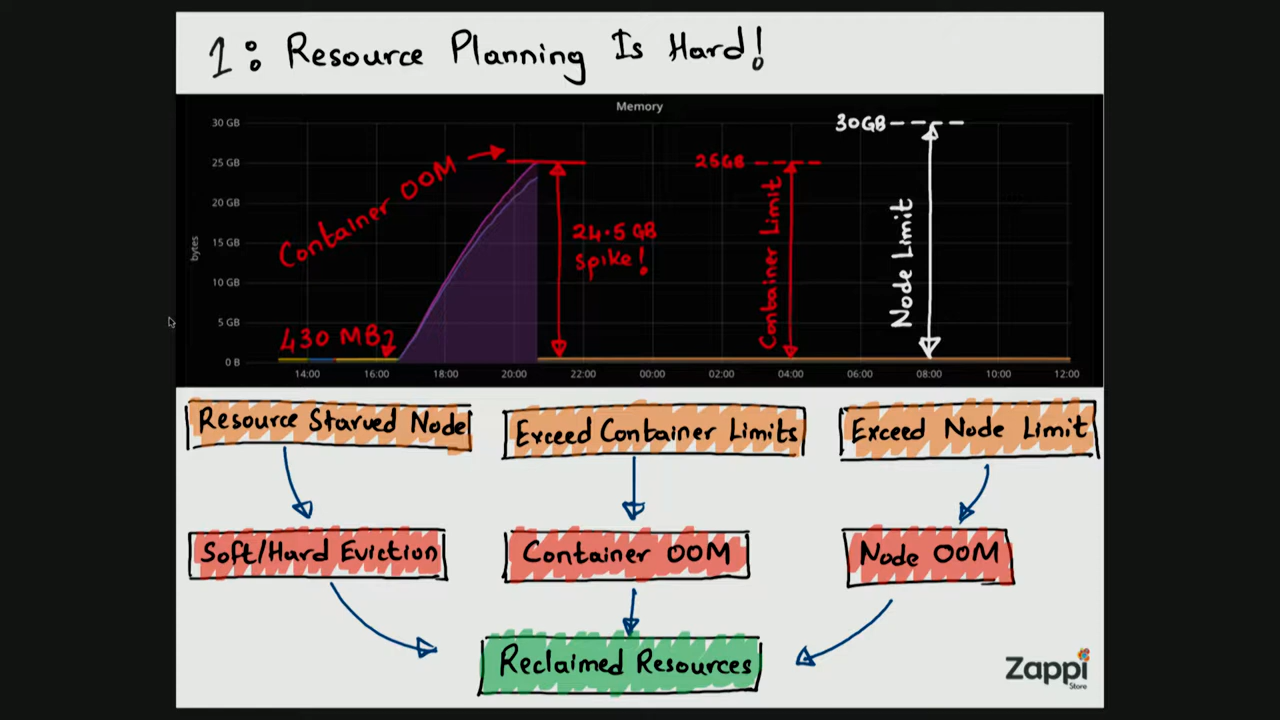 1: Resource Planning Is Hard!
Memory
30 GB
25 GB
20 GB
15 GB
10 GB
5 GB
0 B
bytes
14:00 16:00 18:00 20:00 22:00 00:00 02:00 04:00 06:00 08:00 10:00 12:00
Container OOM
430 MB
24.5 GB
Spike!
25GB
Container Limit
30GB
Node Limit
Resource Starved Node
Exceed Container Limits
Exceed Node Limit
Soft/Hard Eviction
Container OOM
Node OOM
Reclaimed Resources
Zappi
Store